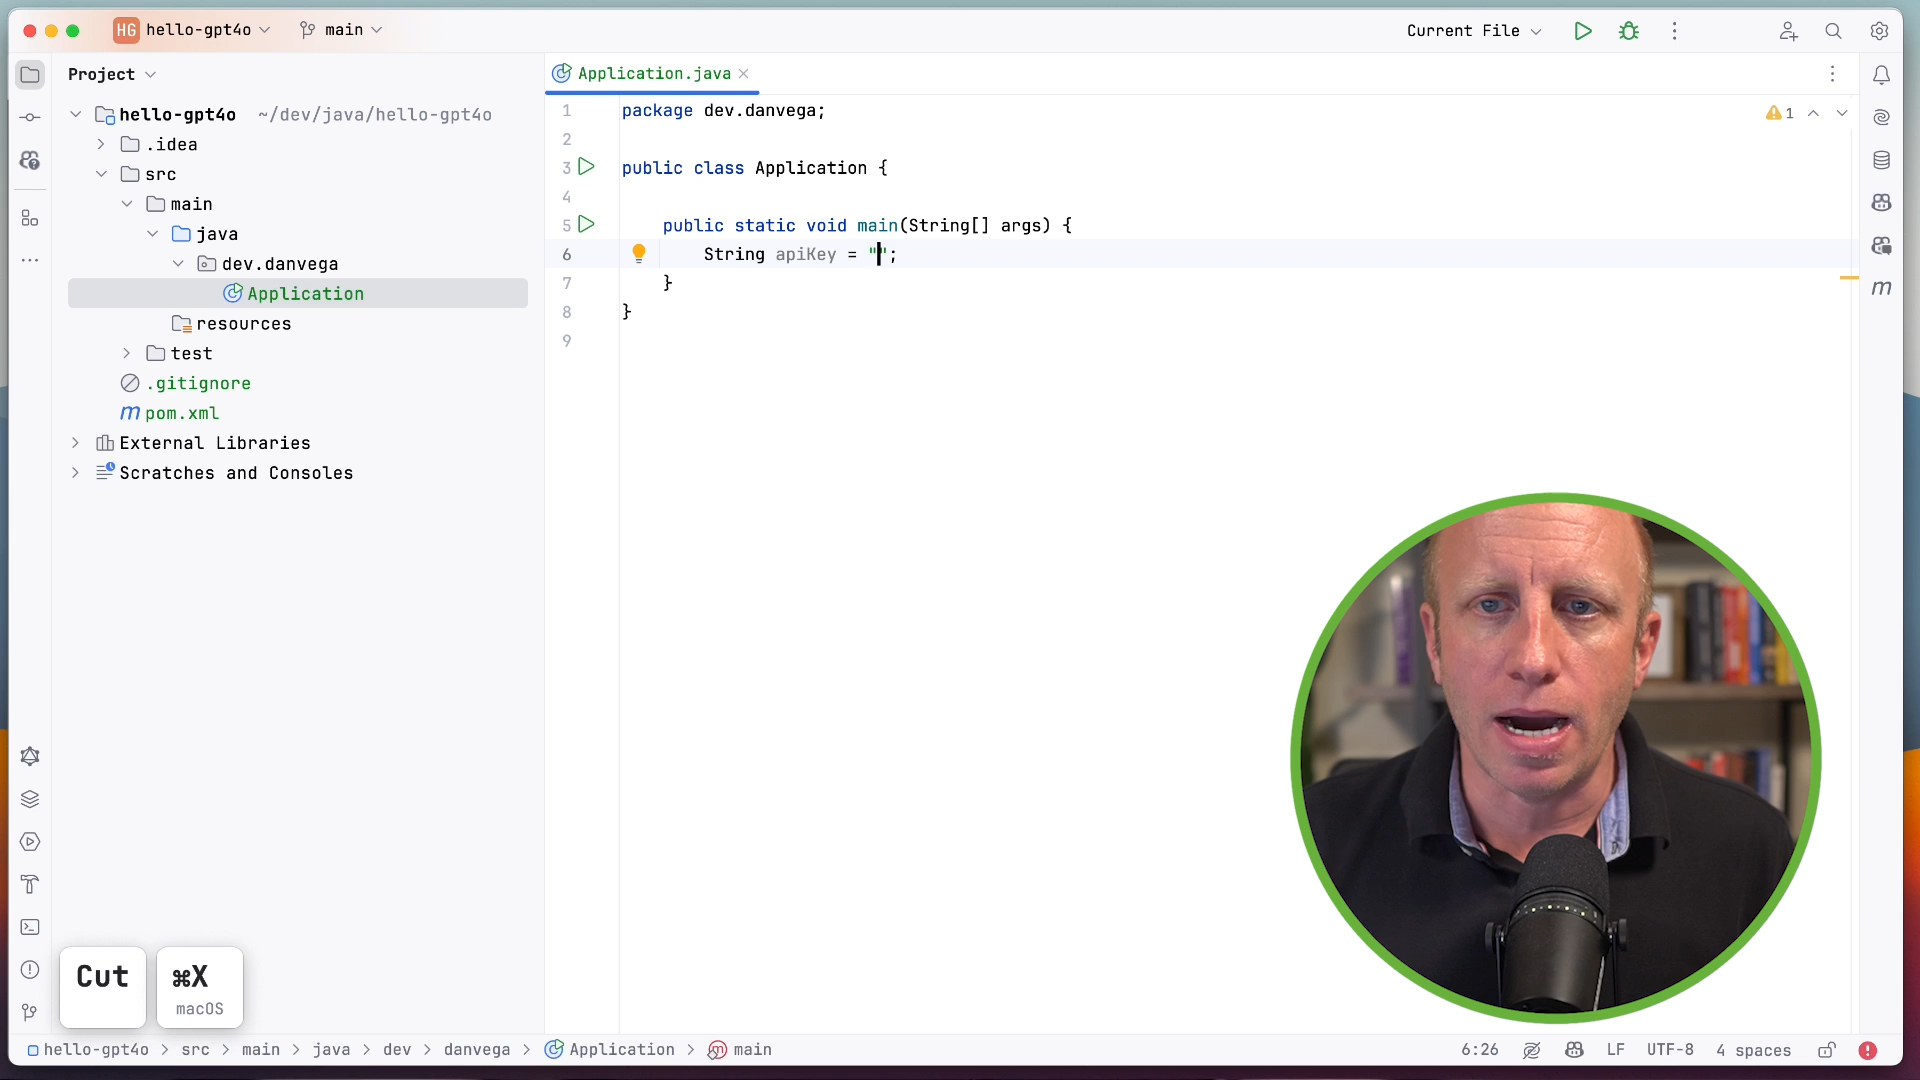 HG hello-gpt4o main Current File
Project
Application.java
hello-gpt4o ~/dev/java/hello-gpt4o
.idea
src
main
java
dev.danvega
Application
resources
test
.gitignore
m pom.xml
External Libraries
Scratches and Consoles
1 package dev.danvega;
2
3 public class Application {
4
5 public static void main(String[] args) {
6 String apiKey = "";
7 }
8 }
9
1
m
Cut ⌘X
macOS
hello-gpt4o > src > main > java > dev > danvega > Application > m main 6:26 LF UTF-8 4 spaces